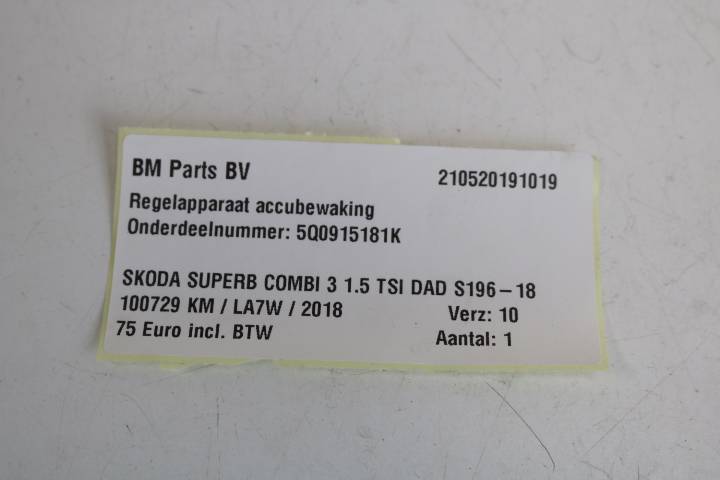 BM Parts BV 210520191019
Regelapparaat accubewaking
Onderdeelnummer: 5Q0915181K
SKODA SUPERB COMBI 3 1.5 TSI DAD S196-18
100729 KM / LA7W / 2018 Verz: 10
75 Euro incl. BTW Aantal: 1